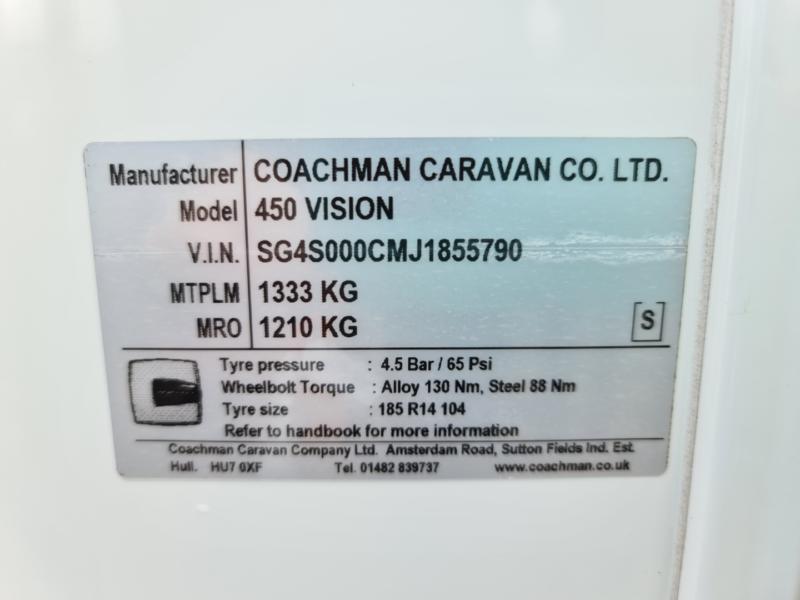 Manufacturer COACHMAN CARAVAN CO. LTD.
Model 450 VISION
V.I.N. SG4S000CMJ1855790
MTPLM 1333 KG
MRO 1210 KG [S]
Tyre pressure : 4.5 Bar / 65 Psi
Wheelbolt Torque : Alloy 130 Nm, Steel 88 Nm
Tyre size : 185 R14 104
Refer to handbook for more information
Coachman Caravan Company Ltd. Amsterdam Road, Sutton Fields Ind. Est.
Hull. HU7 0XF Tel. 01482 839737 www.coachman.co.uk